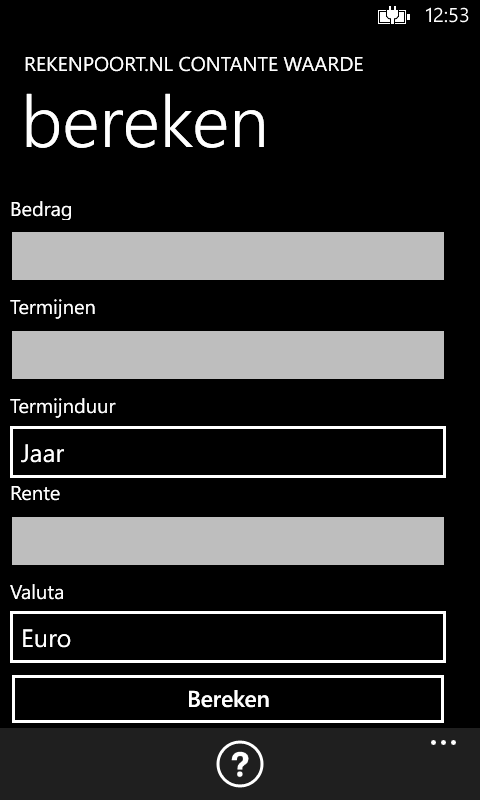 12:53
REKENPOORT.NL CONTANTE WAARDE
bereken
Bedrag
Termijnen
Termijnduur
Jaar
Rente
Valuta
Euro
Bereken
?